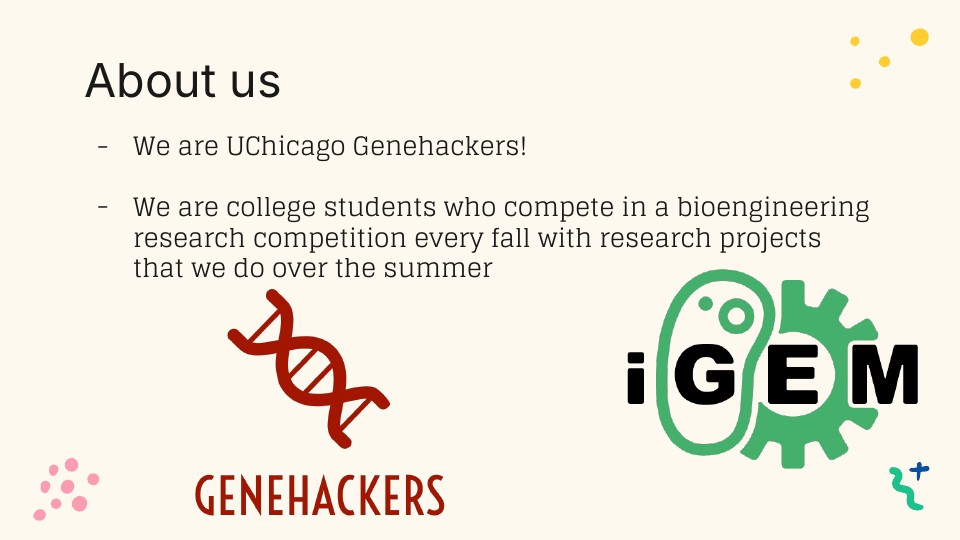 About us
- We are UChicago Genehackers!
- We are college students who compete in a bioengineering
research competition every fall with research projects
that we do over the summer
iGEM
GENEHACKERS